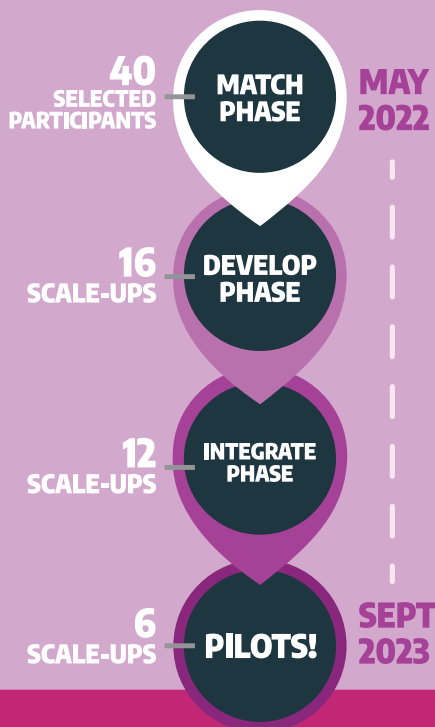 40
SELECTED
PARTICIPANTS
MATCH
PHASE
MAY
2022
16
SCALE-UPS
DEVELOP
PHASE
12
SCALE-UPS
INTEGRATE
PHASE
6
SCALE-UPS
PILOTS!
SEPT
2023